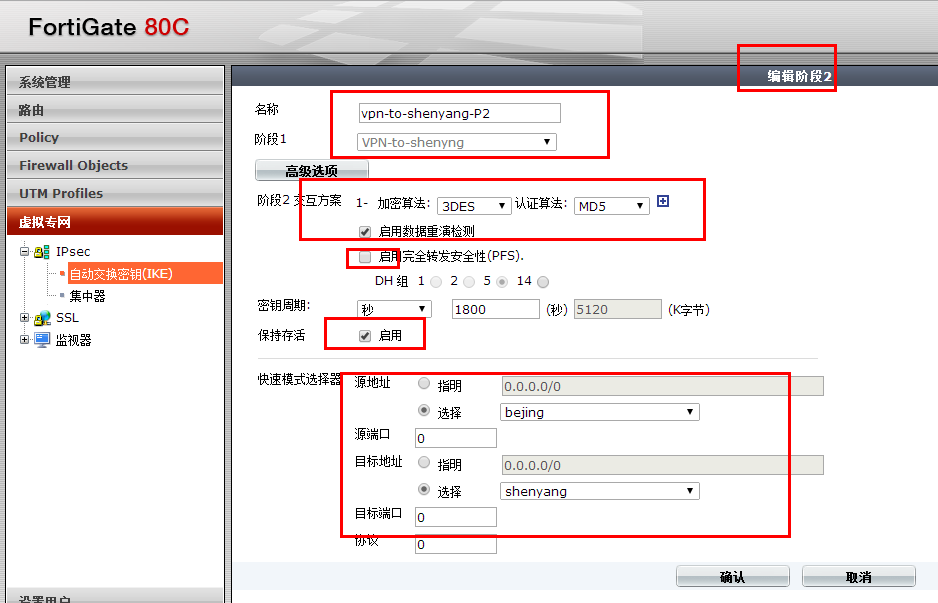 FortiGate 80C
系统管理
路由
Policy
Firewall Objects
UTM Profiles
虚拟专网
IPsec
自动交换密钥(IKE)
集中器
SSL
监视器
设置用户
编辑阶段2
名称 vpn-to-shenyang-P2
阶段1 VPN-to-shenyng
高级选项
阶段2 交互方案 1- 加密算法: 3DES 认证算法: MD5
启用数据重演检测
启用完全转发安全性(PFS).
DH 组 1 2 5 14
密钥周期: 秒 1800 (秒) 5120 (K字节)
保持存活 启用
快速模式选择器 源地址 指明 0.0.0.0/0
选择 bejing
源端口 0
目标地址 指明 0.0.0.0/0
选择 shenyang
目标端口 0
协议 0
确认 取消